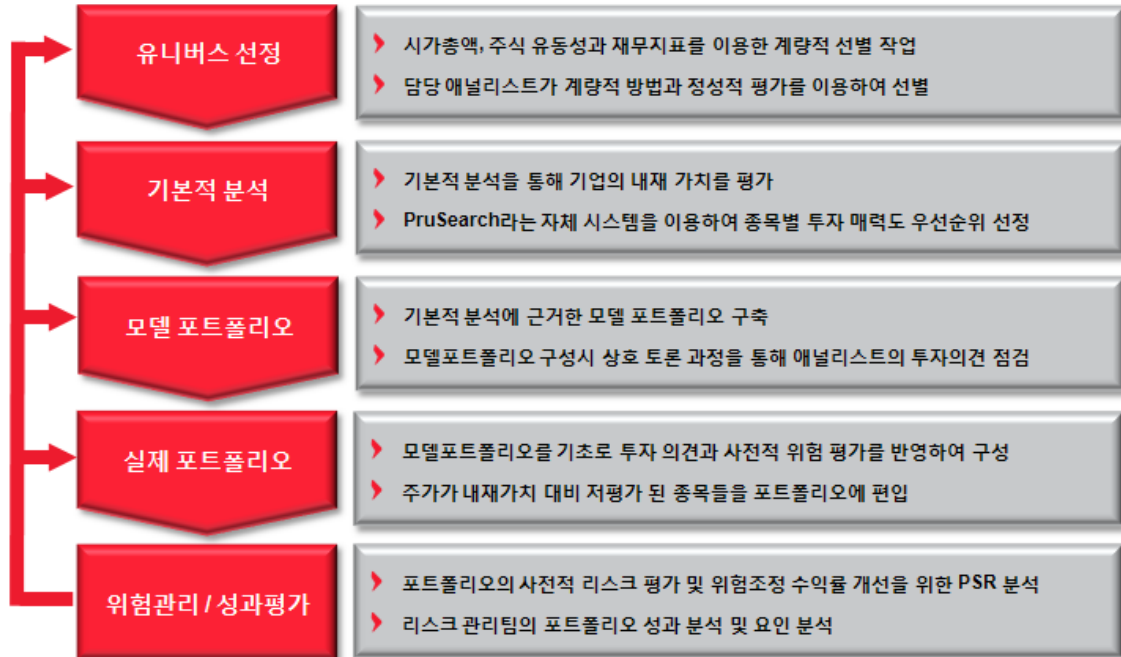 유니버스 선정
시가총액, 주식 유동성과 재무지표를 이용한 계량적 선별 작업
담당 애널리스트가 계량적 방법과 정성적 평가를 이용하여 선별
기본적 분석
기본적 분석을 통해 기업의 내재 가치를 평가
PruSearch라는 자체 시스템을 이용하여 종목별 투자 매력도 우선순위 선정
모델 포트폴리오
기본적 분석에 근거한 모델 포트폴리오 구축
모델포트폴리오 구성시 상호 토론 과정을 통해 애널리스트의 투자의견 점검
실제 포트폴리오
모델포트폴리오를 기초로 투자 의견과 사전적 위험 평가를 반영하여 구성
주가가 내재가치 대비 저평가 된 종목들을 포트폴리오에 편입
위험관리 / 성과평가
포트폴리오의 사전적 리스크 평가 및 위험조정 수익률 개선을 위한 PSR 분석
리스크 관리팀의 포트폴리오 성과 분석 및 요인 분석